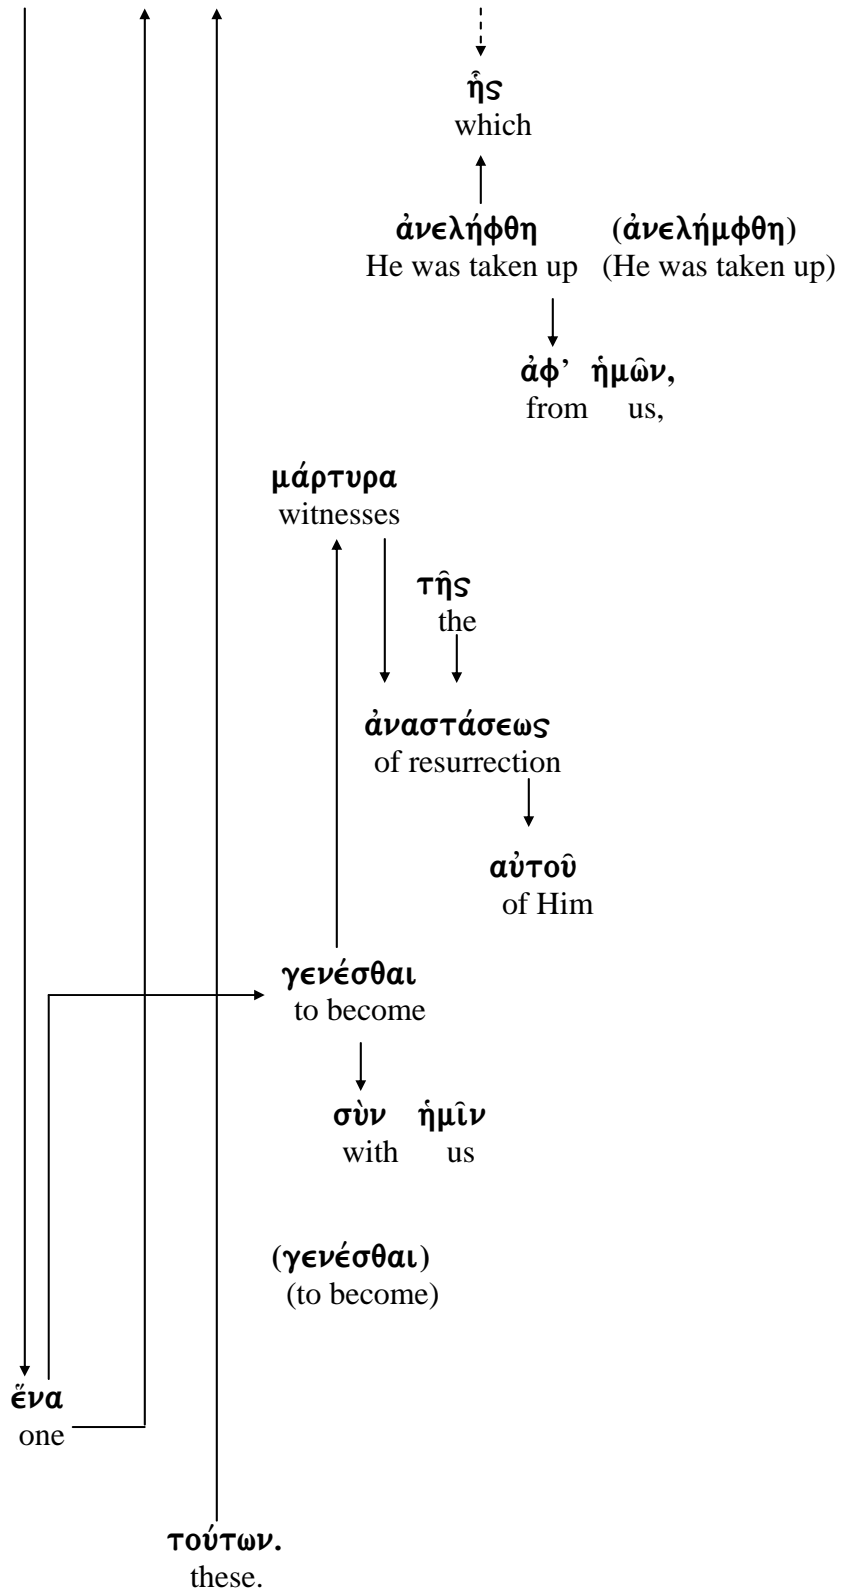 ἧς
which
ἀνελήφθη (ἀνελήμφθη)
He was taken up (He was taken up)
ἀφ’ ἡμῶν,
from us,
μάρτυρα
witnesses
τῆς
the
ἀναστάσεως
of resurrection
αὐτοῦ
of Him
γενέσθαι
to become
σὺν ἡμῖν
with us
(γενέσθαι)
(to become)
ἕνα
one
τούτων.
these.